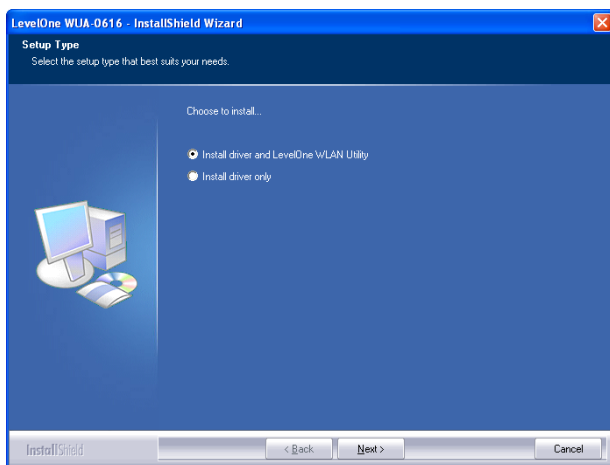 LevelOne WUA-0616 - InstallShield Wizard
Setup Type
Select the setup type that best suits your needs.
Choose to install...
Install driver and LevelOne WLAN Utility
Install driver only
InstallShield
< Back
Next >
Cancel